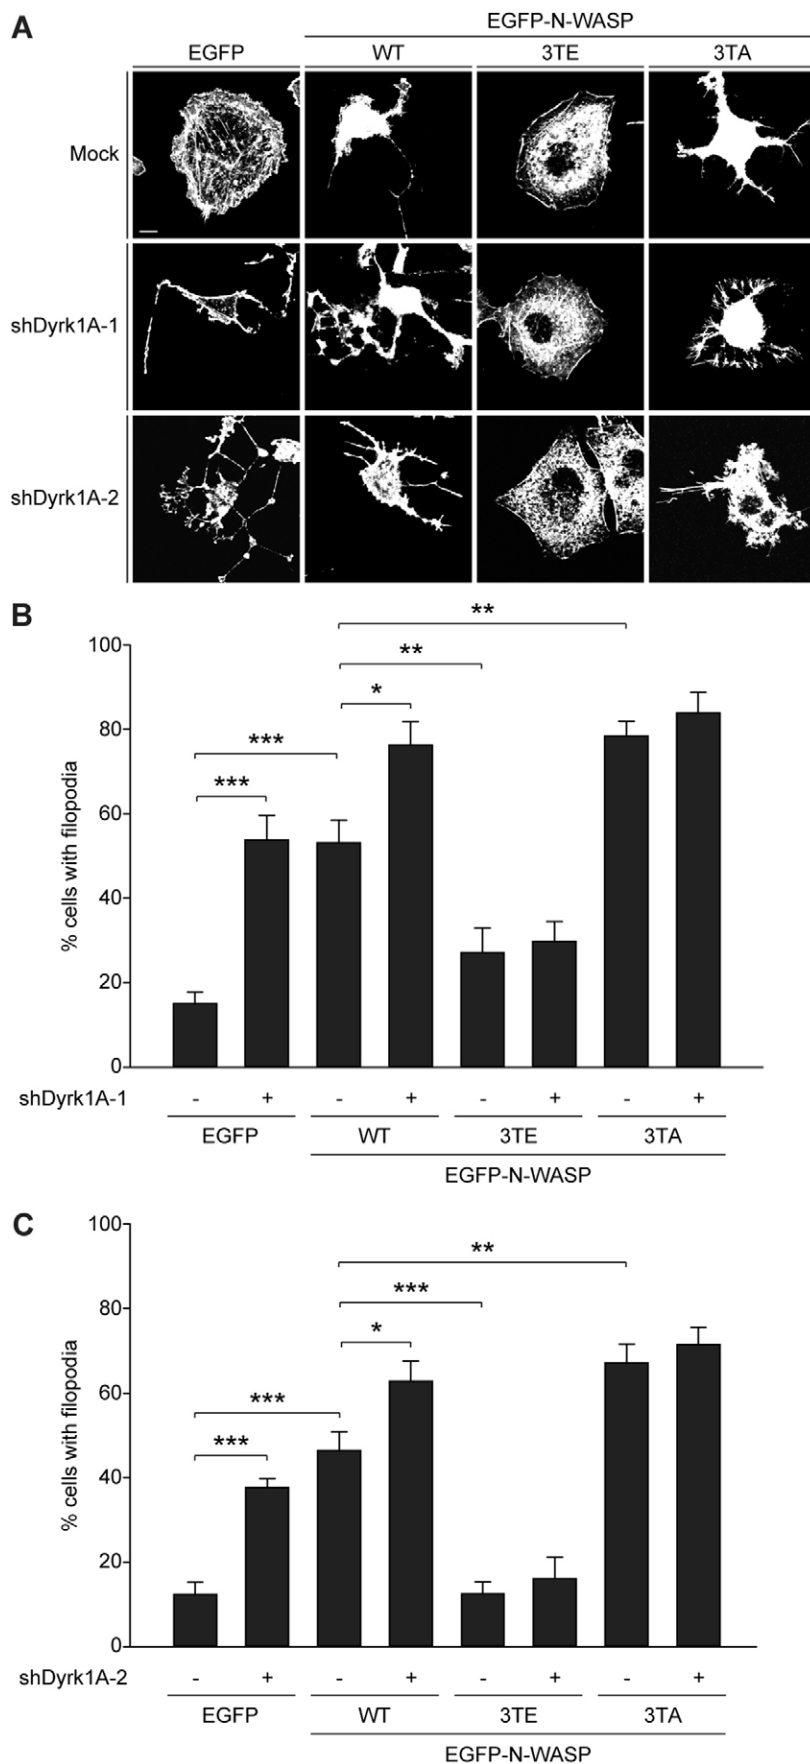 A
EGFP-N-WASP
EGFP WT 3TE 3TA
Mock
shDyrk1A-1
shDyrk1A-2
B
**
100
**
*
80
***
***
% cells with filopodia
60
40
20
0
shDyrk1A-1 - + - + - + - +
EGFP WT 3TE 3TA
EGFP-N-WASP
C
100
**
80
***
*
% cells with filopodia
60
***
***
40
20
0
shDyrk1A-2 - + - + - + - +
EGFP WT 3TE 3TA
EGFP-N-WASP